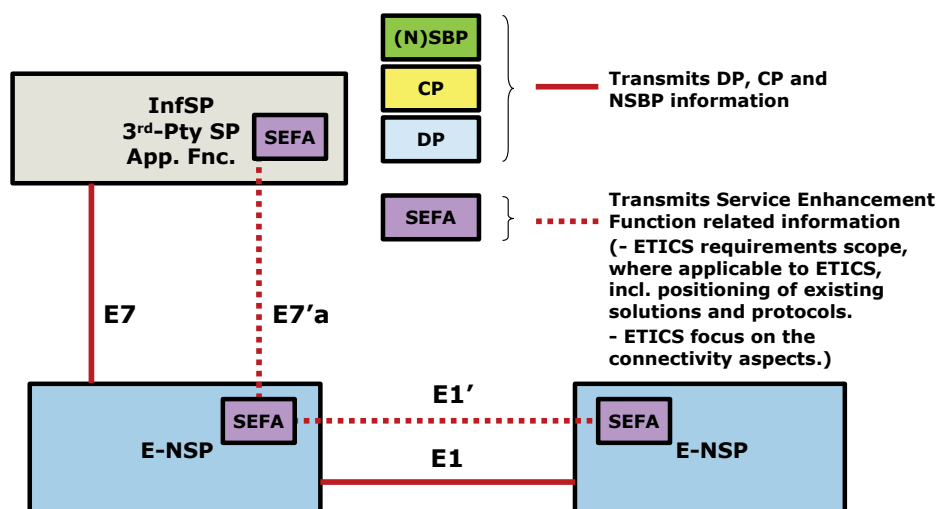 InfSP
3rd-Pty SP
App. Fnc.
SEFA
(N)SBP
CP
DP
Transmits DP, CP and
NSBP information
SEFA
Transmits Service Enhancement
Function related information
(- ETICS requirements scope,
where applicable to ETICS,
incl. positioning of existing
solutions and protocols.
- ETICS focus on the
connectivity aspects.)
E7
E7’a
SEFA
E-NSP
E1’
E1
SEFA
E-NSP